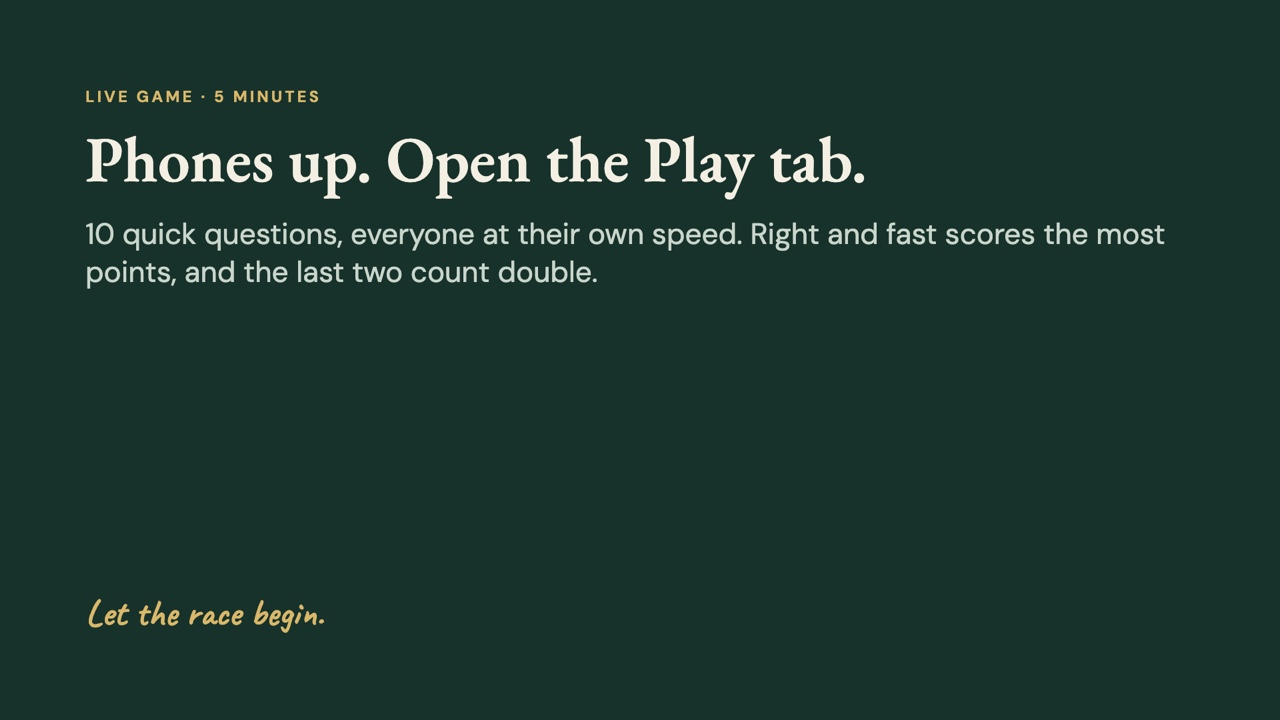 LIVE GAME · 5 MINUTES
Phones up. Open the Play tab.
10 quick questions, everyone at their own speed. Right and fast scores the most
points, and the last two count double.
Let the race begin.